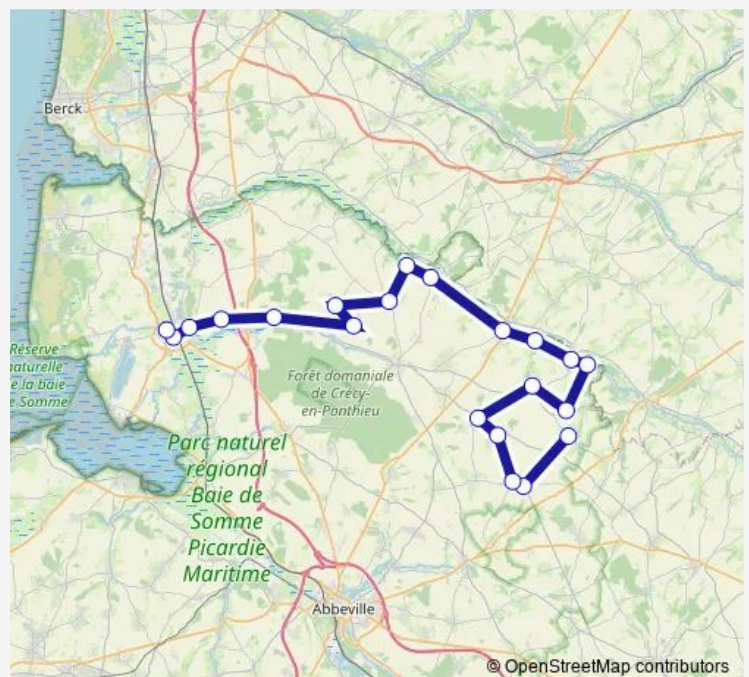 Berck
Réserve
naturelle
de la baie
de Somme
Forêt domaniale
de Crécy-
en-Ponthieu
Parc naturel
régional
Baie de
Somme
Picardie
Maritime
Abbeville
© OpenStreetMap contributors